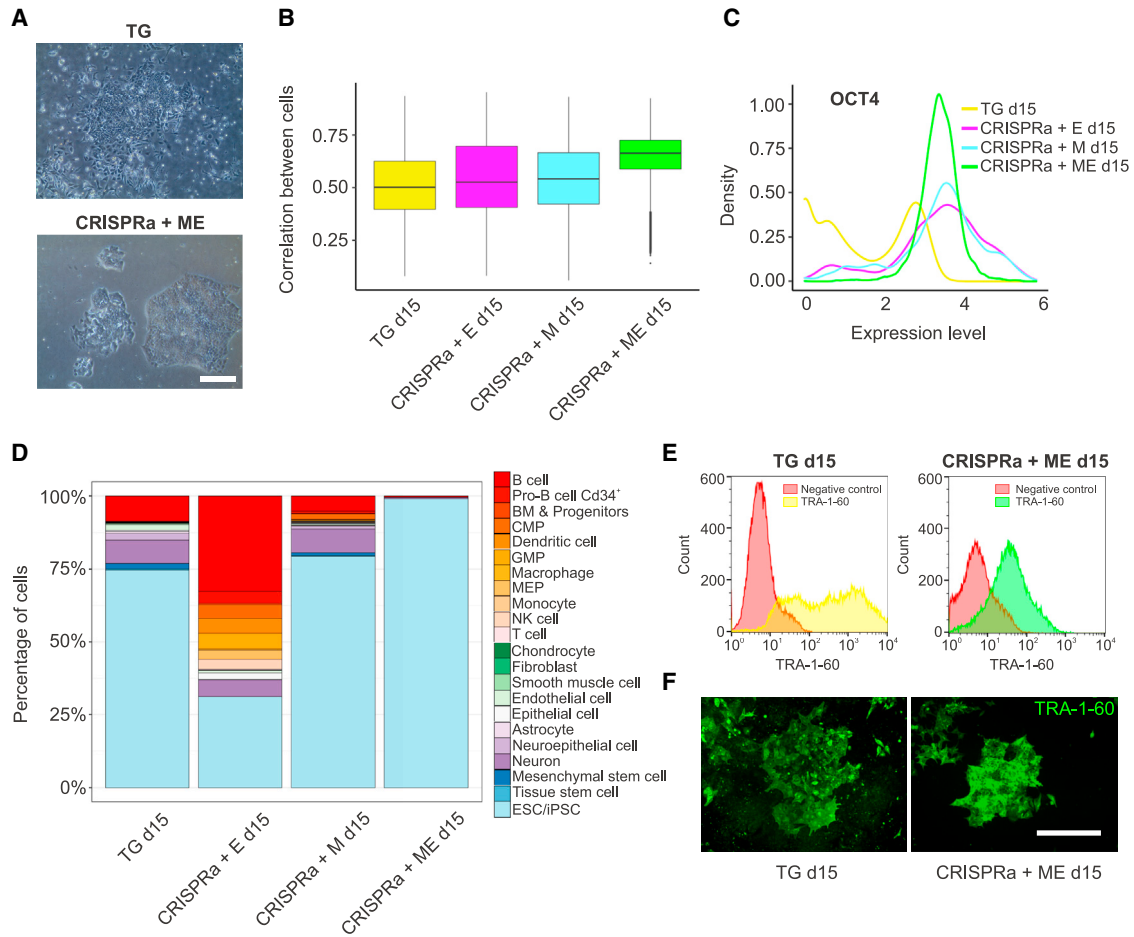 A
TG
CRISPRa + ME
B
Correlation between cells
0.75
0.50
0.25
TG d15
CRISPRa + E d15
CRISPRa + M d15
CRISPRa + ME d15
C
OCT4
TG d15
CRISPRa + E d15
CRISPRa + M d15
CRISPRa + ME d15
Density
1.00
0.75
0.50
0.25
0.00
0 2 4 6
Expression level
D
Percentage of cells
100%
75%
50%
25%
0%
TG d15
CRISPRa + E d15
CRISPRa + M d15
CRISPRa + ME d15
B cell
Pro-B cell Cd34+
BM & Progenitors
CMP
Dendritic cell
GMP
Macrophage
MEP
Monocyte
NK cell
T cell
Chondrocyte
Fibroblast
Smooth muscle cell
Endothelial cell
Epithelial cell
Astrocyte
Neuroepithelial cell
Neuron
Mesenchymal stem cell
Tissue stem cell
ESC/iPSC
E
TG d15
Count
600
400
200
0
Negative control
TRA-1-60
10⁰ 10¹ 10² 10³ 10⁴
TRA-1-60
CRISPRa + ME d15
Count
600
400
200
0
Negative control
TRA-1-60
10⁰ 10¹ 10² 10³ 10⁴
TRA-1-60
F
TRA-1-60
TG d15
CRISPRa + ME d15